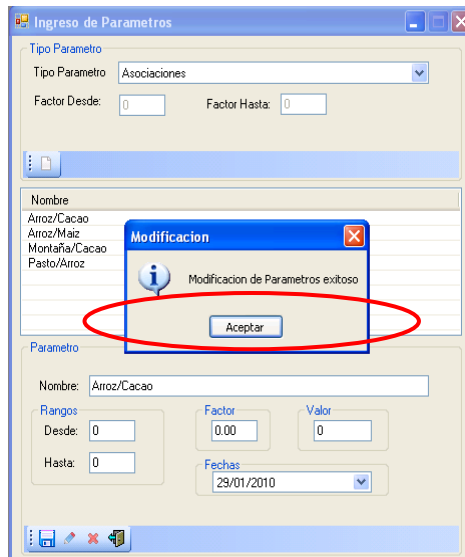 Ingreso de Parametros
Tipo Parametro
Tipo Parametro Asociaciones
Factor Desde: 0 Factor Hasta: 0
Nombre
Arroz/Cacao
Arroz/Maiz
Montaña/Cacao
Pasto/Arroz
Modificacion
Modificacion de Parametros exitoso
Aceptar
Parametro
Nombre: Arroz/Cacao
Rangos Factor Valor
Desde: 0 0.00 0
Hasta: 0 Fechas
29/01/2010